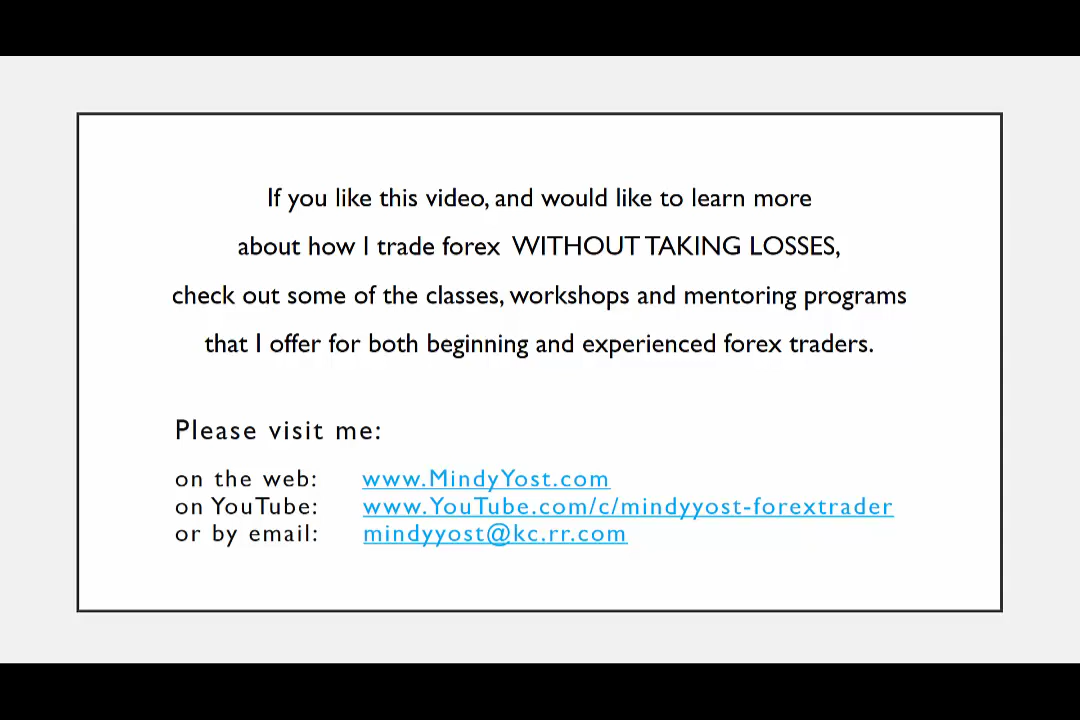 If you like this video, and would like to learn more
about how I trade forex WITHOUT TAKING LOSSES,
check out some of the classes, workshops and mentoring programs
that I offer for both beginning and experienced forex traders.
Please visit me:
on the web: www.MindyYost.com
on YouTube: www.YouTube.com/c/mindyyost-forextrader
or by email: mindyyost@kc.rr.com